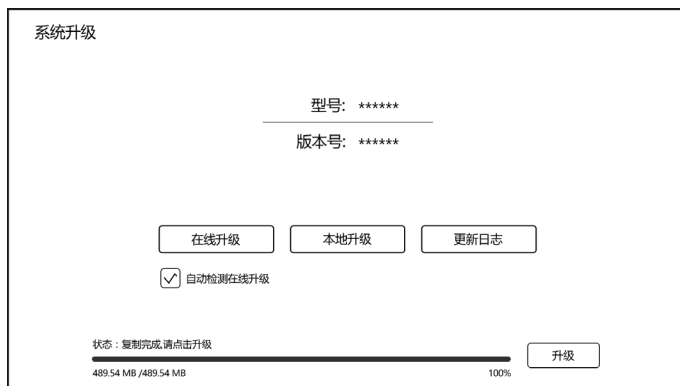 系统升级
型号: ******
版本号: ******
在线升级 本地升级 更新日志
自动检测在线升级
状态：复制完成,请点击升级
升级
489.54 MB /489.54 MB 100%